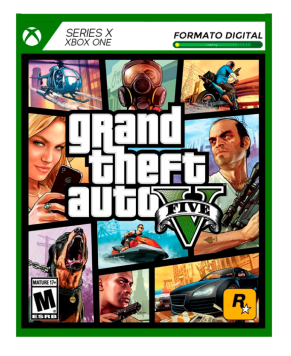 SERIES X
XBOX ONE
FORMATO DIGITAL
grand
theft
auto V
FIVE
MATURE 17+
M
ESRB
R